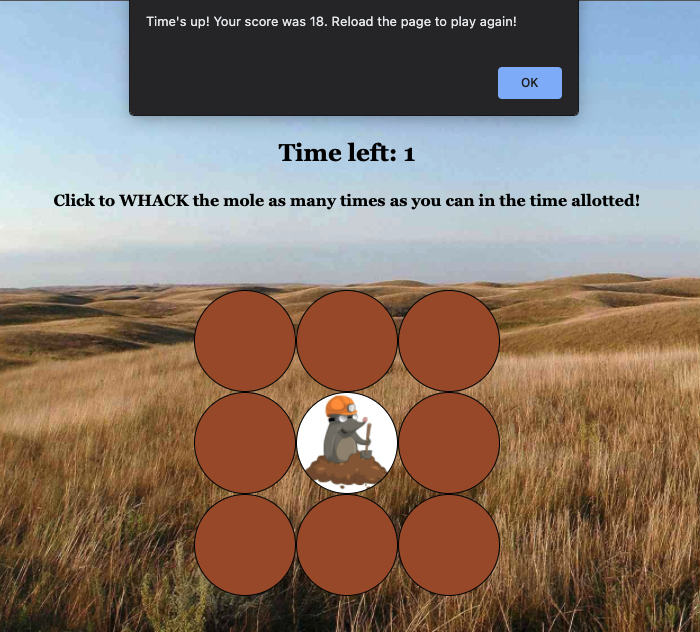 Time's up! Your score was 18. Reload the page to play again!
OK
Time left: 1
Click to WHACK the mole as many times as you can in the time allotted!